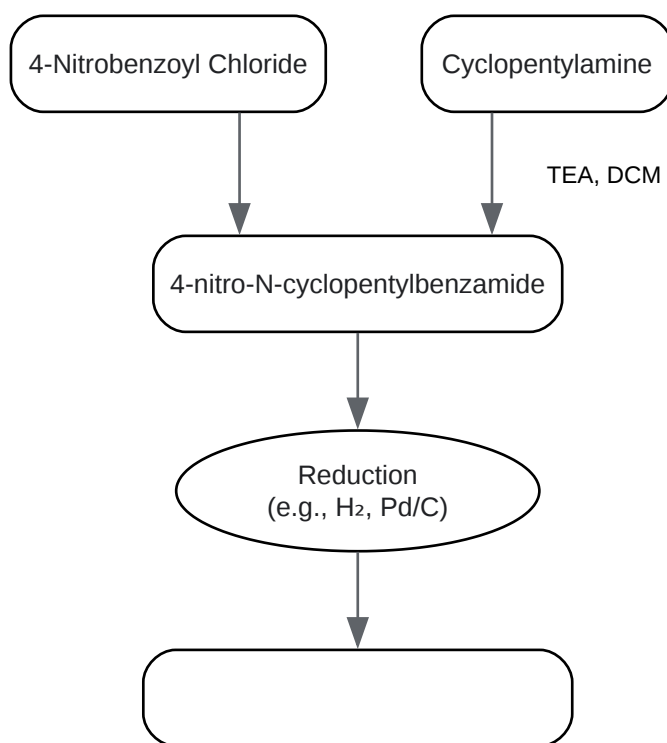 4-Nitrobenzoyl Chloride
Cyclopentylamine
TEA, DCM
4-nitro-N-cyclopentylbenzamide
Reduction
(e.g., H₂, Pd/C)